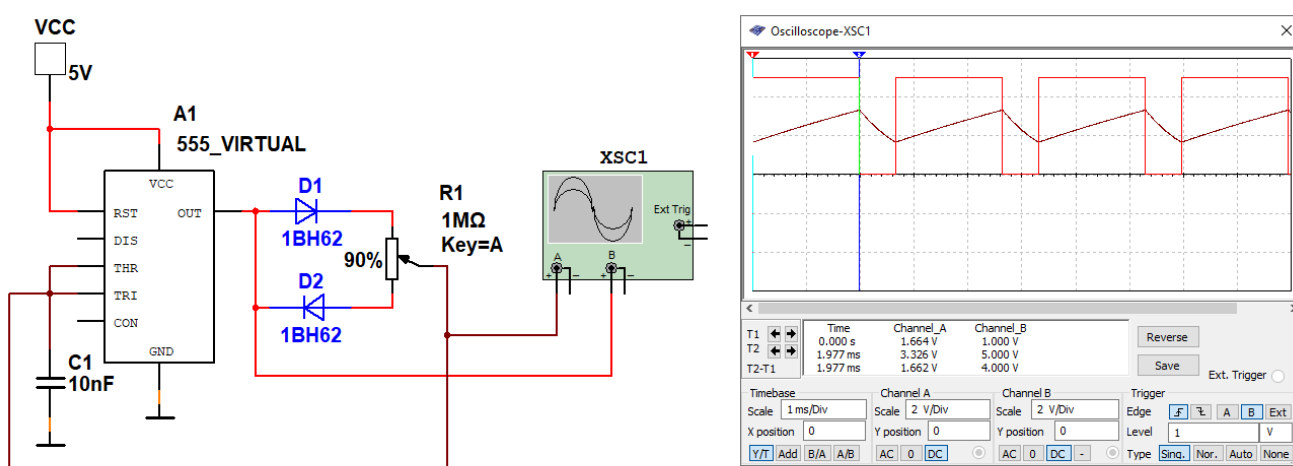 VCC
5V
A1
555_VIRTUAL
VCC
RST
OUT
DIS
THR
TRI
CON
GND
C1
10nF
D1
1BH62
D2
1BH62
R1
1MΩ
Key=A
90%
XSC1
Ext Trig
+
−
A
B
+ − + −
Oscilloscope-XSC1
1 2
T1
T2
T2-T1
Time Channel_A Channel_B
0.000 s 1.664 V 1.000 V
1.977 ms 3.326 V 5.000 V
1.977 ms 1.662 V 4.000 V
Reverse
Save
Ext. Trigger
Timebase
Scale 1 ms/Div
X position 0
Y/T Add B/A A/B
Channel A
Scale 2 V/Div
Y position 0
AC 0 DC
Channel B
Scale 2 V/Div
Y position 0
AC 0 DC -
Trigger
Edge A B Ext
Level 1 V
Type Sing. Nor. Auto None